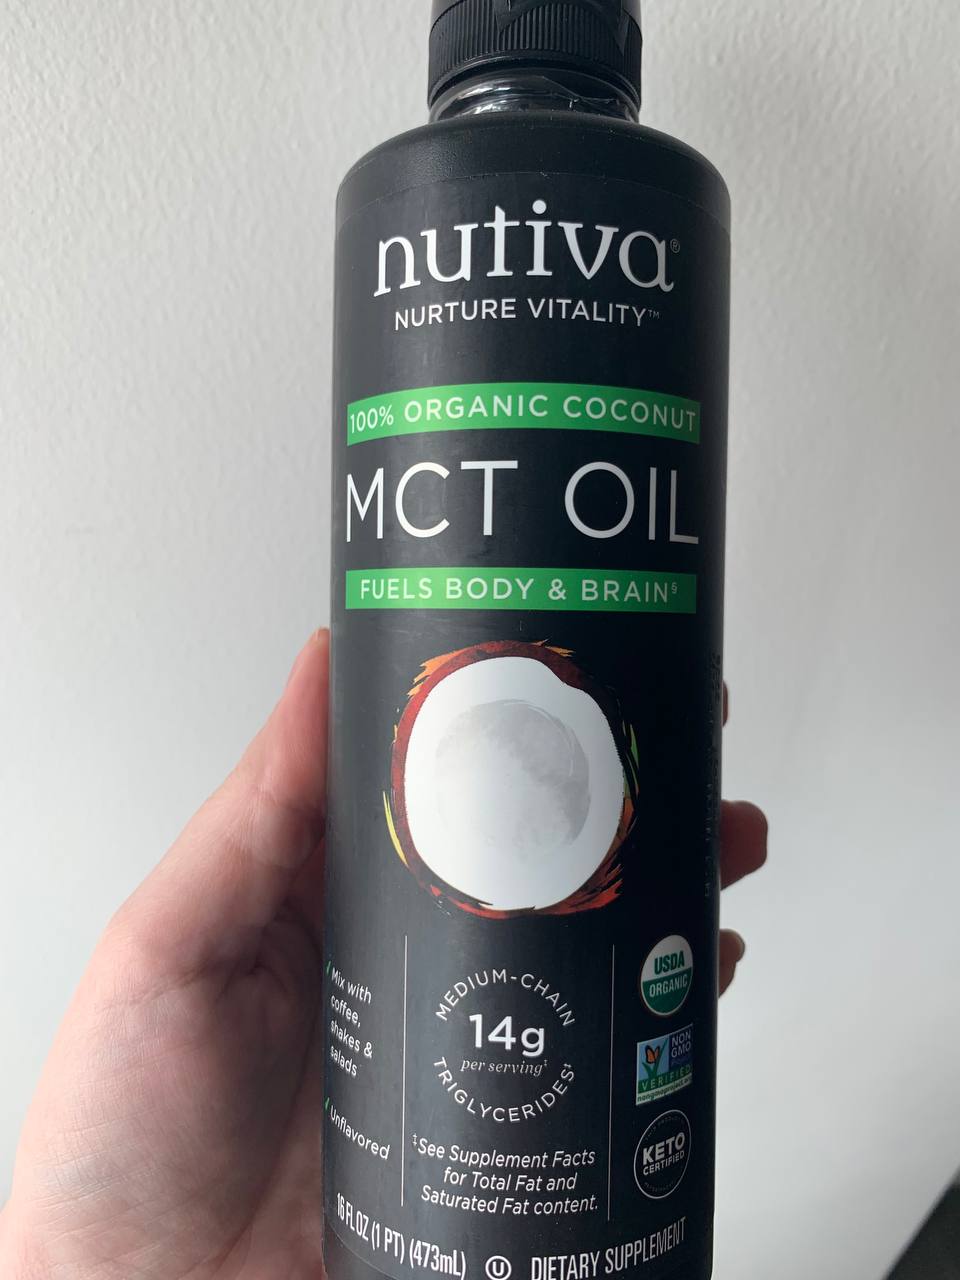 nutiva®
NURTURE VITALITY™
100% ORGANIC COCONUT
MCT OIL
FUELS BODY & BRAIN§
Mix with
coffee,
shakes &
salads
Unflavored
MEDIUM-CHAIN
14g
per serving‡
TRIGLYCERIDES‡
‡See Supplement Facts
for Total Fat and
Saturated Fat content.
USDA
ORGANIC
NON
GMO
VERIFIED
nongmoproject.org
KETO
CERTIFIED
16 FL OZ (1 PT) (473mL)
U
DIETARY SUPPLEMENT